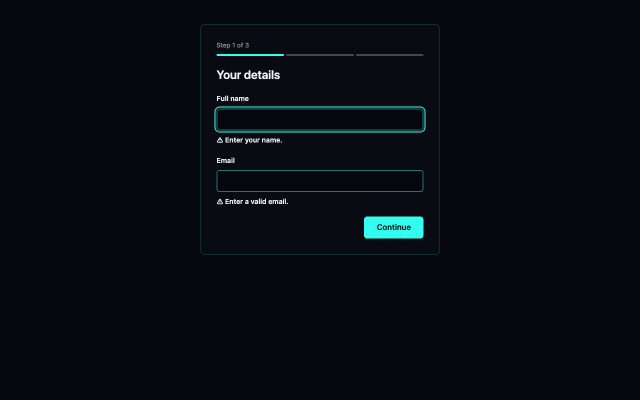 Step 1 of 3
Your details
Full name
⚠ Enter your name.
Email
⚠ Enter a valid email.
Continue